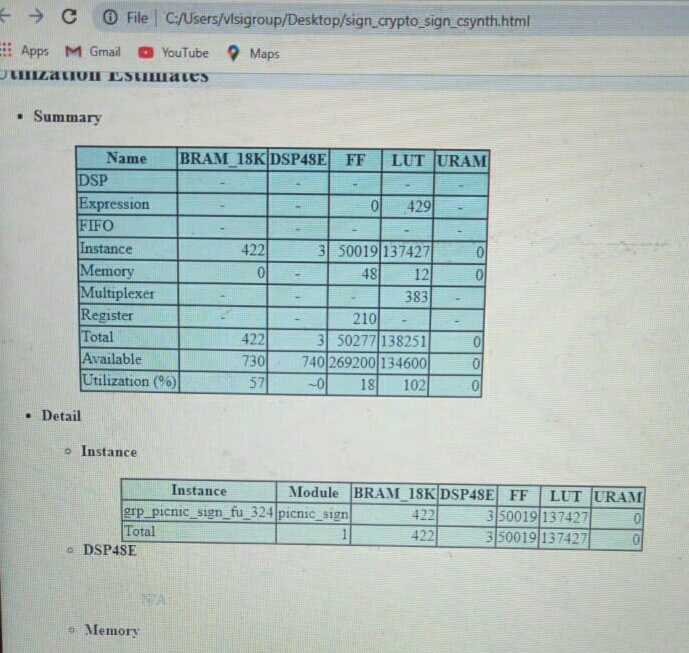 File | C:/Users/vlsigroup/Desktop/sign_crypto_sign_csynth.html
Apps Gmail YouTube Maps
Utilization Estimates
• Summary
Name BRAM_18K DSP48E FF LUT URAM
DSP - - - - -
Expression - - 0 429 -
FIFO - - - - -
Instance 422 3 50019 137427 0
Memory 0 - 48 12 0
Multiplexer - - - 383 -
Register - - 210 - -
Total 422 3 50277 138251 0
Available 730 740 269200 134600 0
Utilization (%) 57 ~0 18 102 0
• Detail
○ Instance
Instance Module BRAM_18K DSP48E FF LUT URAM
grp_picnic_sign_fu_324 picnic_sign 422 3 50019 137427 0
Total 1 422 3 50019 137427 0
○ DSP48E
N/A
○ Memory